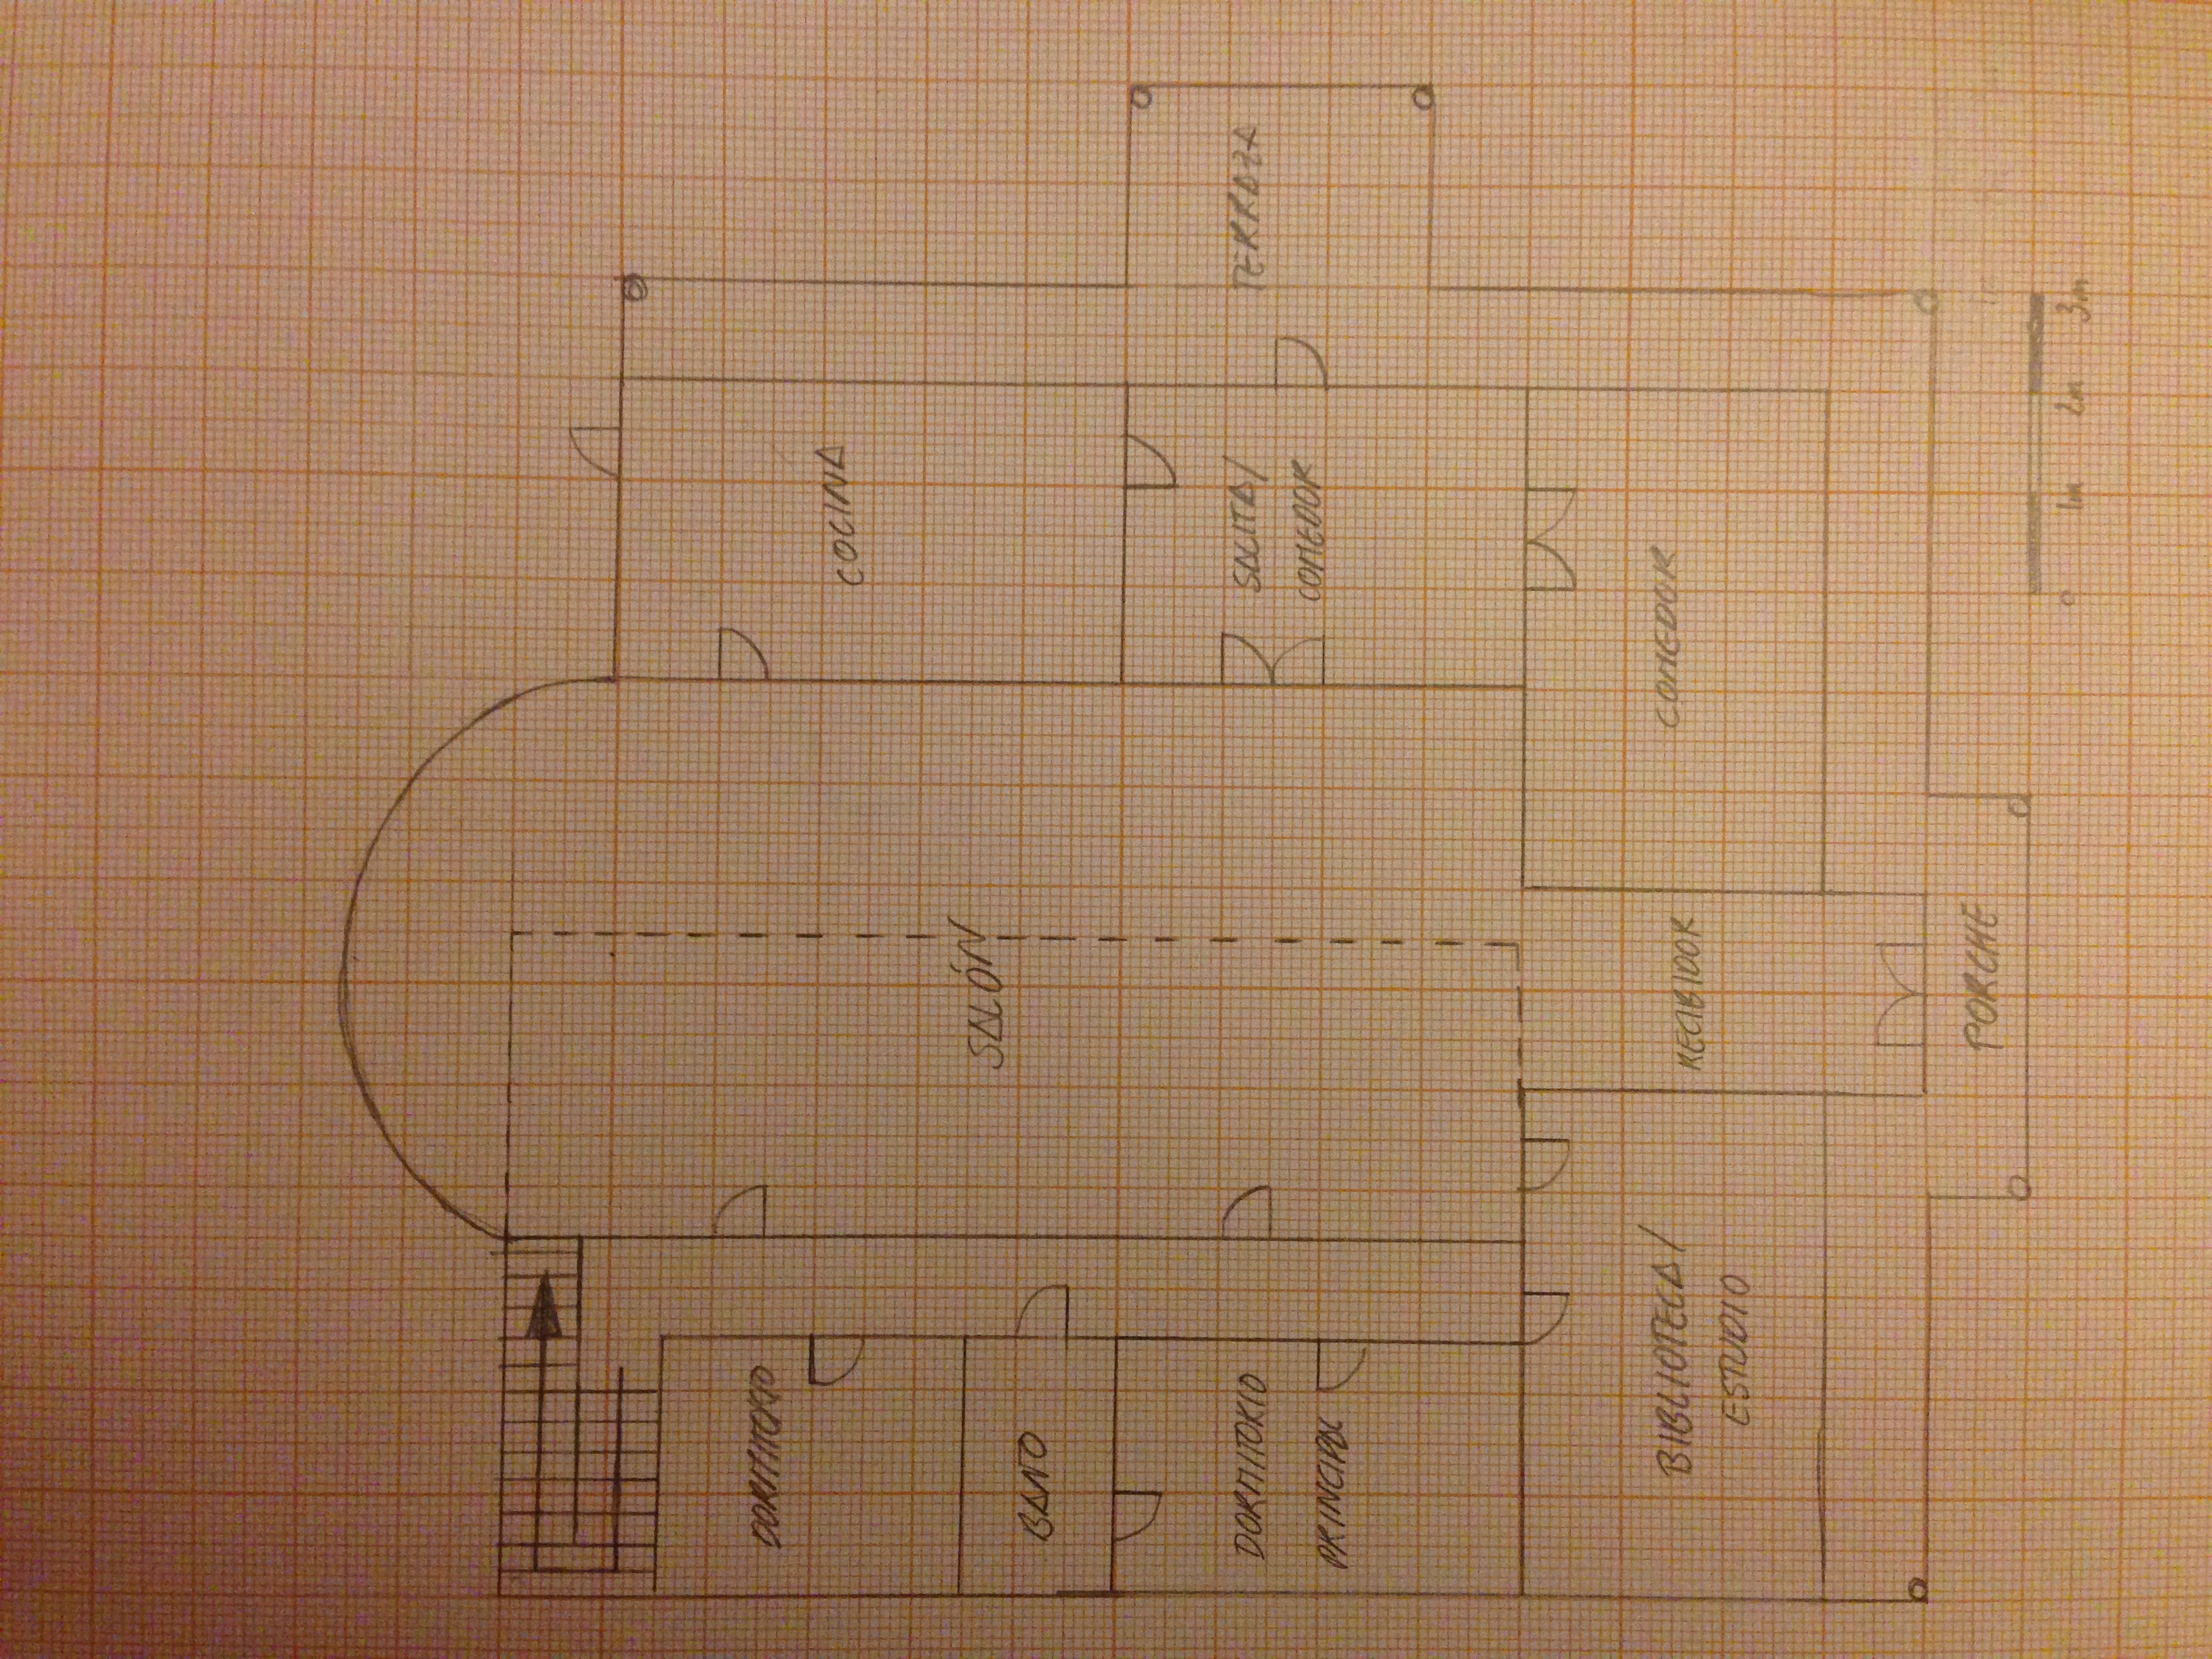 DORMITORIO
COCINA
SALÓN
BAÑO
DORMITORIO
PRINCIPAL
SALITA/
COMEDOR
TERRAZA
BIBLIOTECA/
ESTUDIO
RECIBIDOR
COMEDOR
PORCHE
0 1m 2m 3m